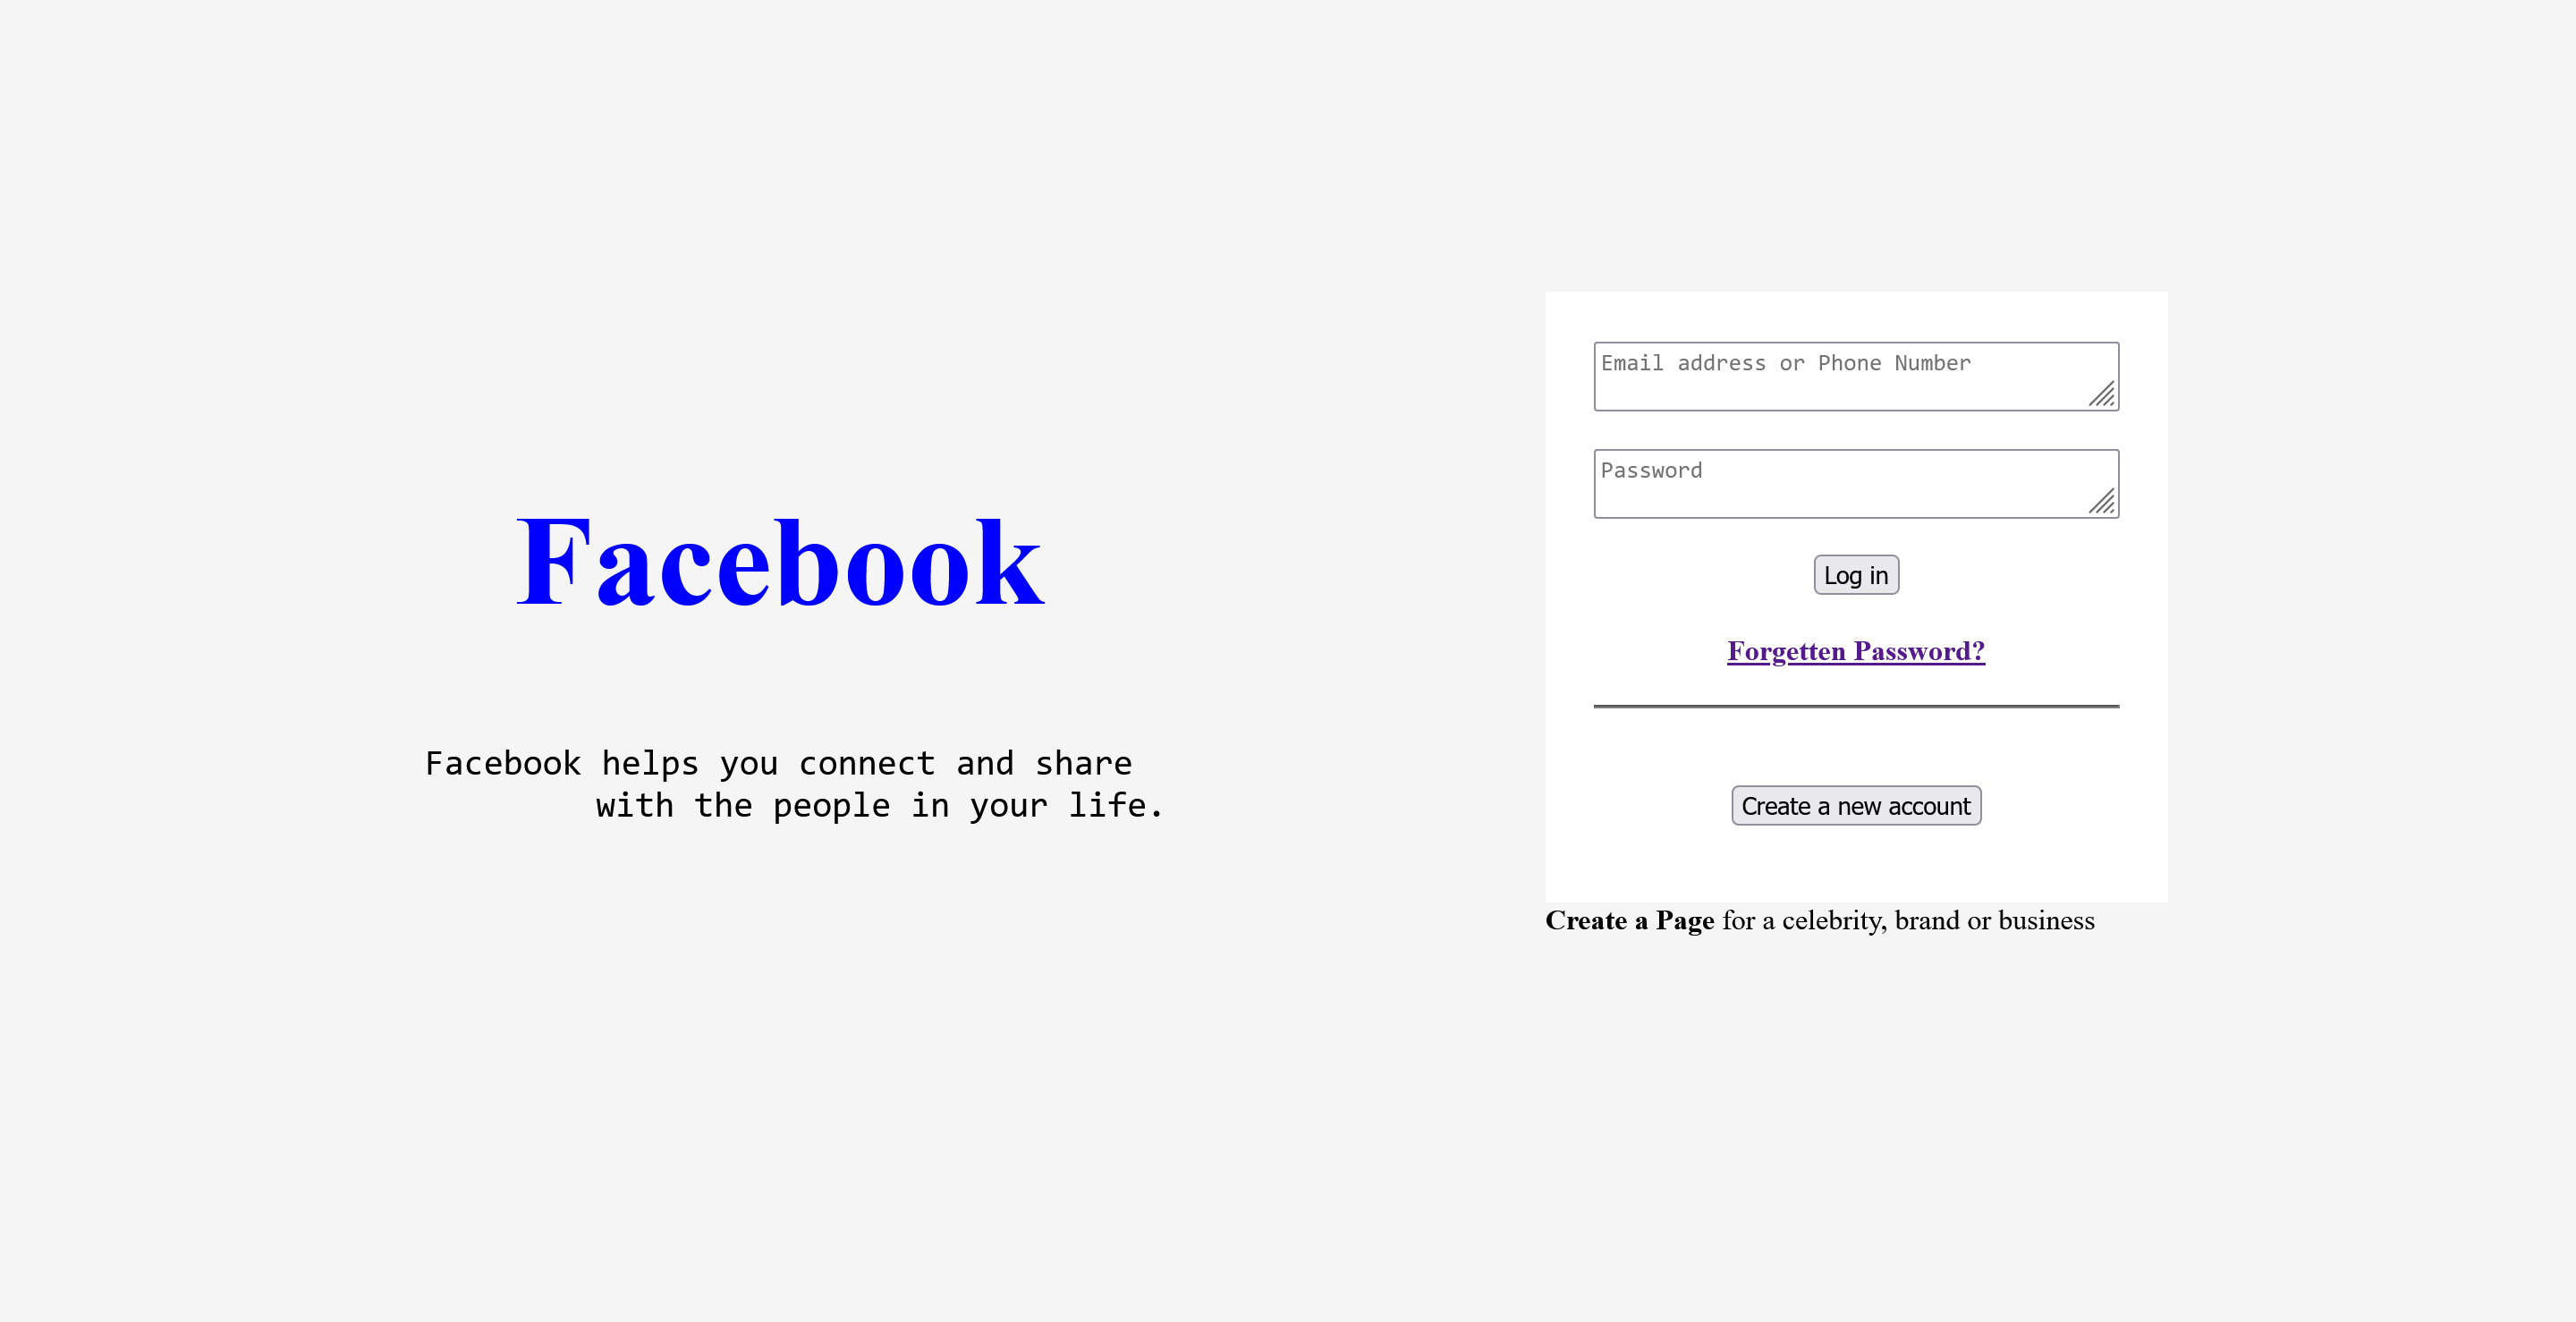 Facebook
Facebook helps you connect and share
with the people in your life.
Email address or Phone Number
Password
Log in
Forgetten Password?
Create a new account
Create a Page for a celebrity, brand or business